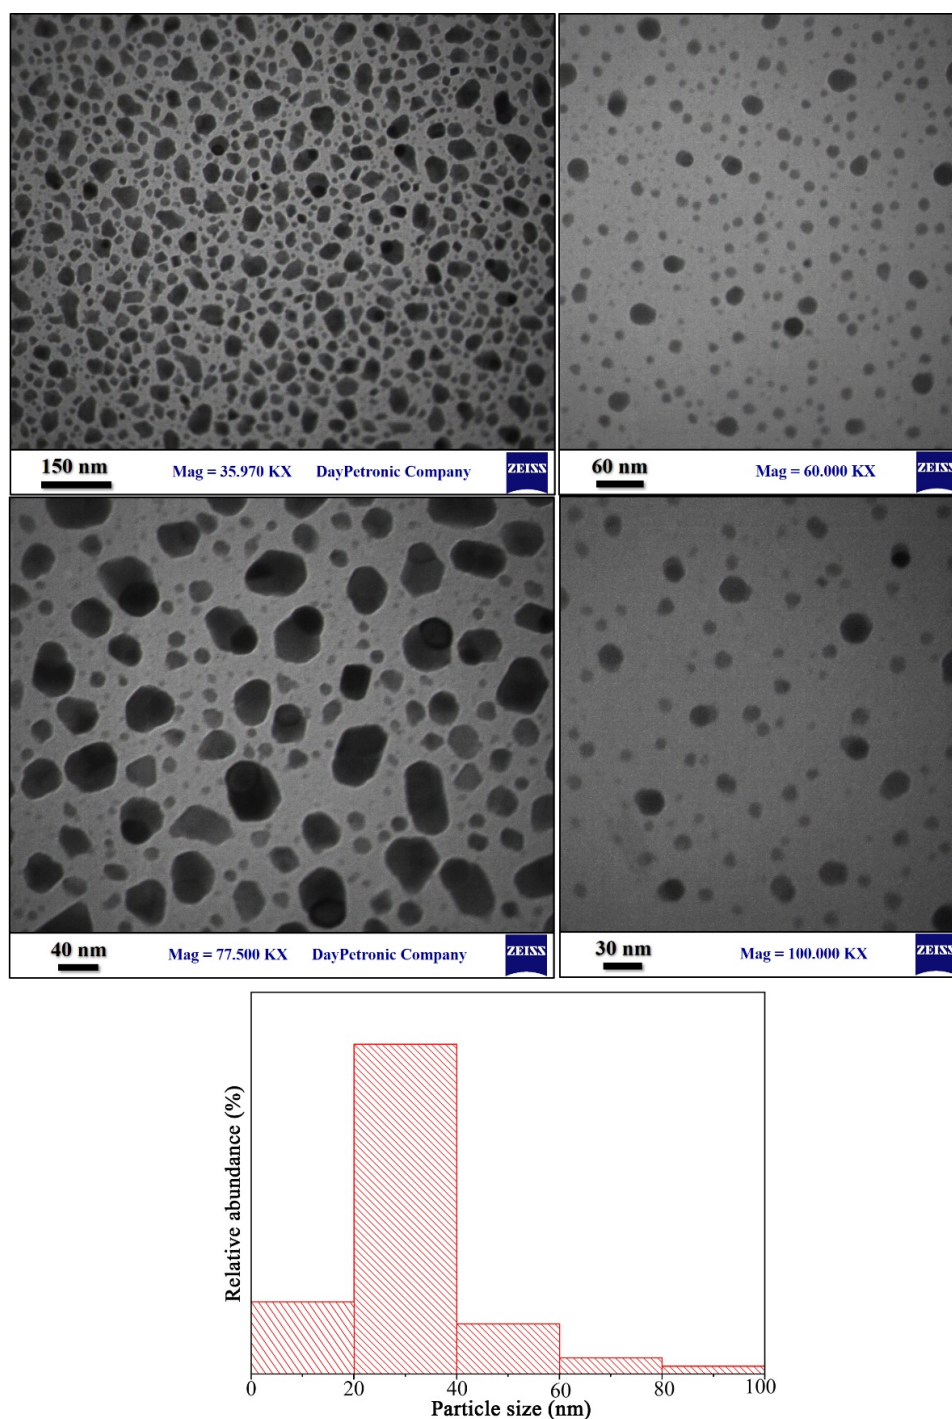 150 nm Mag = 35.970 KX DayPetronic Company ZEISS
60 nm Mag = 60.000 KX ZEISS
40 nm Mag = 77.500 KX DayPetronic Company ZEISS
30 nm Mag = 100.000 KX ZEISS
Relative abundance (%)
0 20 40 60 80 100
Particle size (nm)